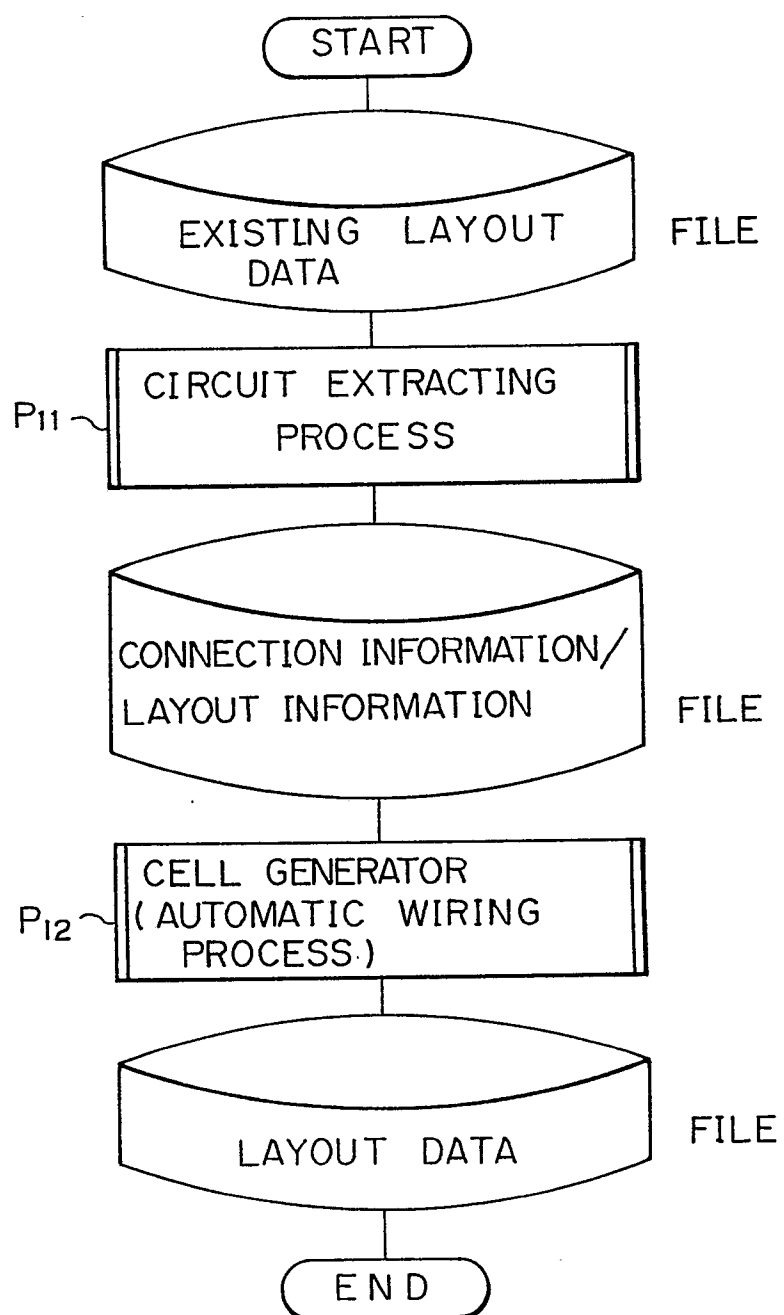 START
EXISTING LAYOUT
DATA
FILE
P11
CIRCUIT EXTRACTING
PROCESS
CONNECTION INFORMATION/
LAYOUT INFORMATION
FILE
P12
CELL GENERATOR
(AUTOMATIC WIRING
PROCESS)
LAYOUT DATA
FILE
END